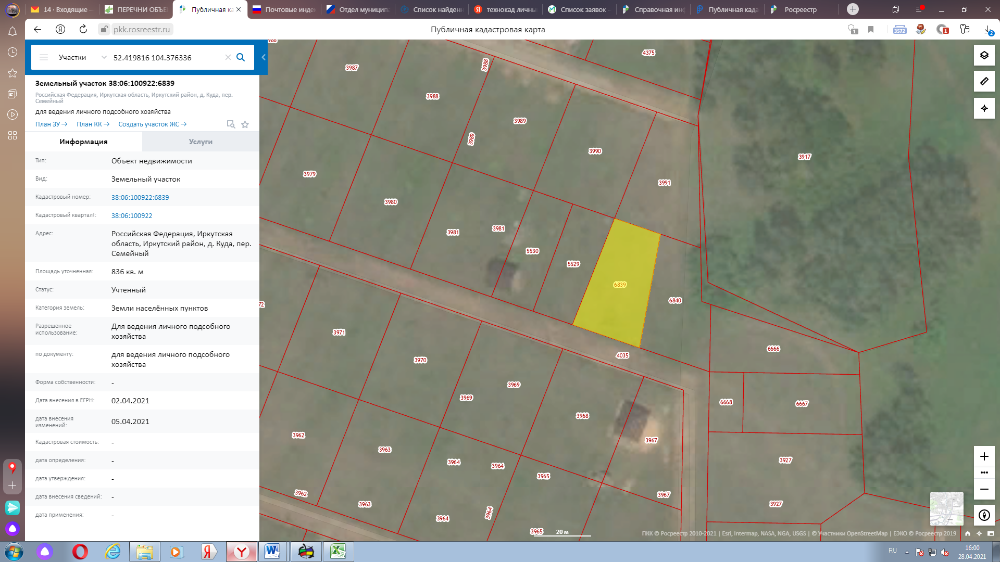 14 · Входящие —
ПЕРЕЧНИ ОБЪЕ
Публичная ка
Почтовые инде
Отдел муниципа
Список найденн
технокад личны
Список заявок –
Справочная инф
Публичная када
Росреестр
pkk.rosreestr.ru
Публичная кадастровая карта
1
3572
1
2
Участки
52.419816 104.376336
Земельный участок 38:06:100922:6839
Российская Федерация, Иркутская область, Иркутский район, д. Куда, пер.
Семейный
для ведения личного подсобного хозяйства
План ЗУ→ План КК → Создать участок ЖС→
Информация
Услуги
Тип: Объект недвижимости
Вид: Земельный участок
Кадастровый номер: 38:06:100922:6839
Кадастровый квартал!: 38:06:100922
Адрес: Российская Федерация, Иркутская
область, Иркутский район, д. Куда, пер.
Семейный
Площадь уточненная: 836 кв. м
Статус: Учтенный
Категория земель: Земли населённых пунктов
Разрешенное
использование:
Для ведения личного подсобного
хозяйства
по документу: для ведения личного подсобного
хозяйства
Форма собственности: -
Дата внесения в ЕГРН: 02.04.2021
дата внесения
изменений:
05.04.2021
Кадастровая стоимость: -
дата определения: -
дата утверждения: -
дата внесения сведений: -
дата применения: -
986
4375
3987
3988
3988
3989
3989
3990
3917
3979
3991
3980
3981
3981
5530
5529
6839
6840
72
3971
3970
4035
6666
3969
3969
3968
6668
6667
3962
3963
3964
3964
3965
3967
3927
3962
3963
3964
3964
3967
3927
3965
20 м
ПКК © Росреестр 2010-2021 | Esri, Intermap, NASA, NGA, USGS | © Участники OpenStreetMap | ЕЭКО © Росреестр 2019
RU
16:00
28.04.2021